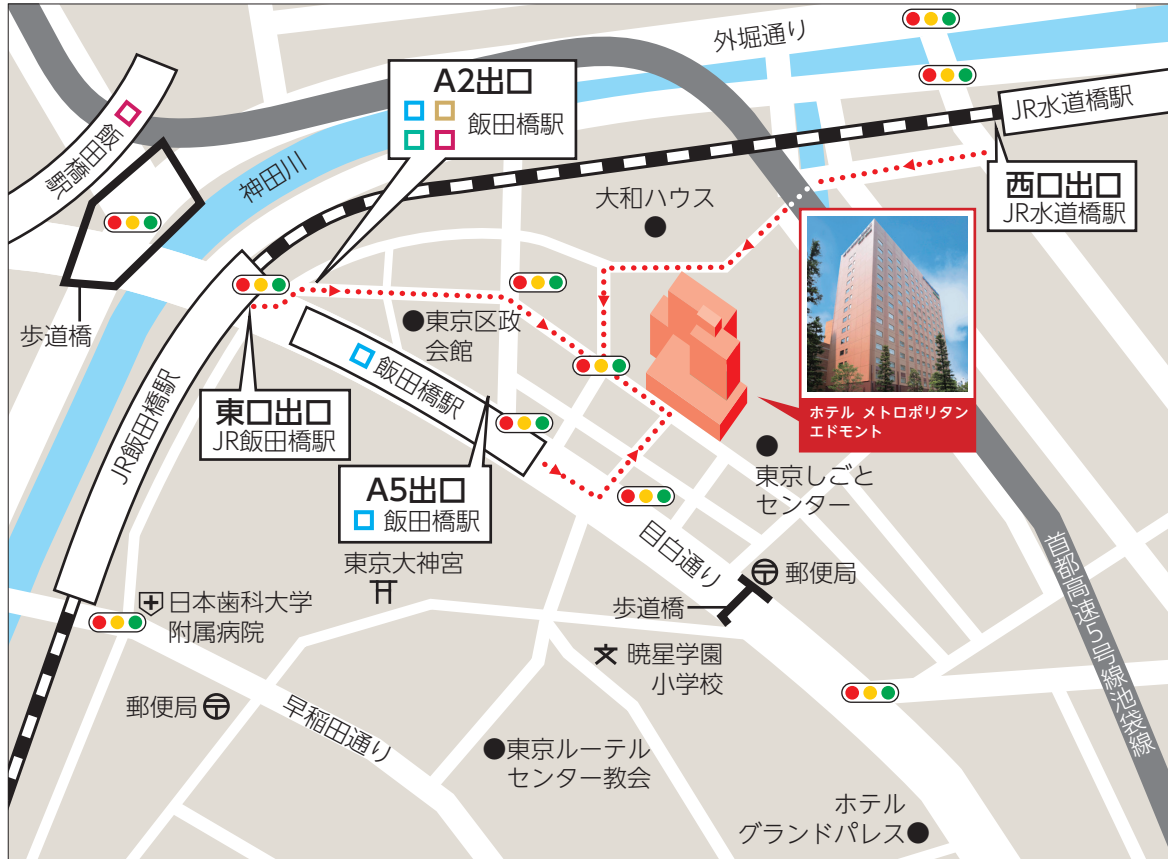 外堀通り
A2出口
飯田橋駅
飯田橋駅
JR水道橋駅
神田川
西口出口
JR水道橋駅
大和ハウス
歩道橋
東京区政
会館
飯田橋駅
JR飯田橋駅
東口出口
JR飯田橋駅
ホテル メトロポリタン
エドモント
A5出口
飯田橋駅
東京しごと
センター
目白通り
首都高速5号線池袋線
東京大神宮
郵便局
歩道橋
日本歯科大学
附属病院
暁星学園
小学校
郵便局
早稲田通り
東京ルーテル
センター教会
ホテル
グランドパレス